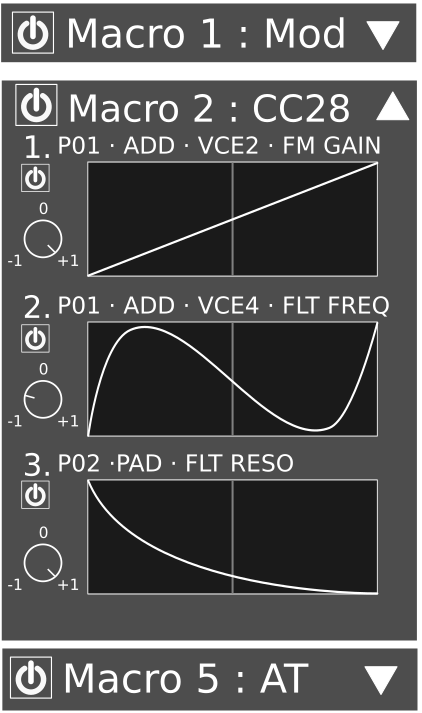 Macro 1 : Mod
Macro 2 : CC28
1. P01 · ADD · VCE2 · FM GAIN
0
-1 +1
2. P01 · ADD · VCE4 · FLT FREQ
0
-1 +1
3. P02 ·PAD · FLT RESO
0
-1 +1
Macro 5 : AT